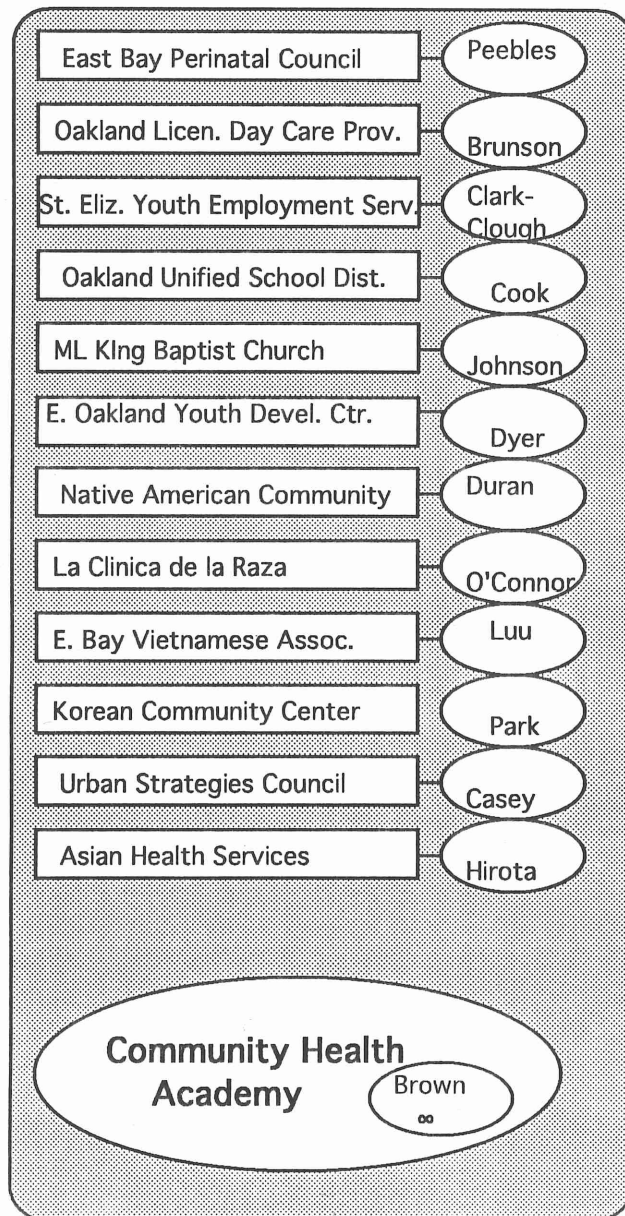 East Bay Perinatal Council
Peebles
Oakland Licen. Day Care Prov.
Brunson
St. Eliz. Youth Employment Serv.
Clark-
Clough
Oakland Unified School Dist.
Cook
ML KIng Baptist Church
Johnson
E. Oakland Youth Devel. Ctr.
Dyer
Native American Community
Duran
La Clinica de la Raza
O'Connor
E. Bay Vietnamese Assoc.
Luu
Korean Community Center
Park
Urban Strategies Council
Casey
Asian Health Services
Hirota
Community Health
Academy
Brown
∞